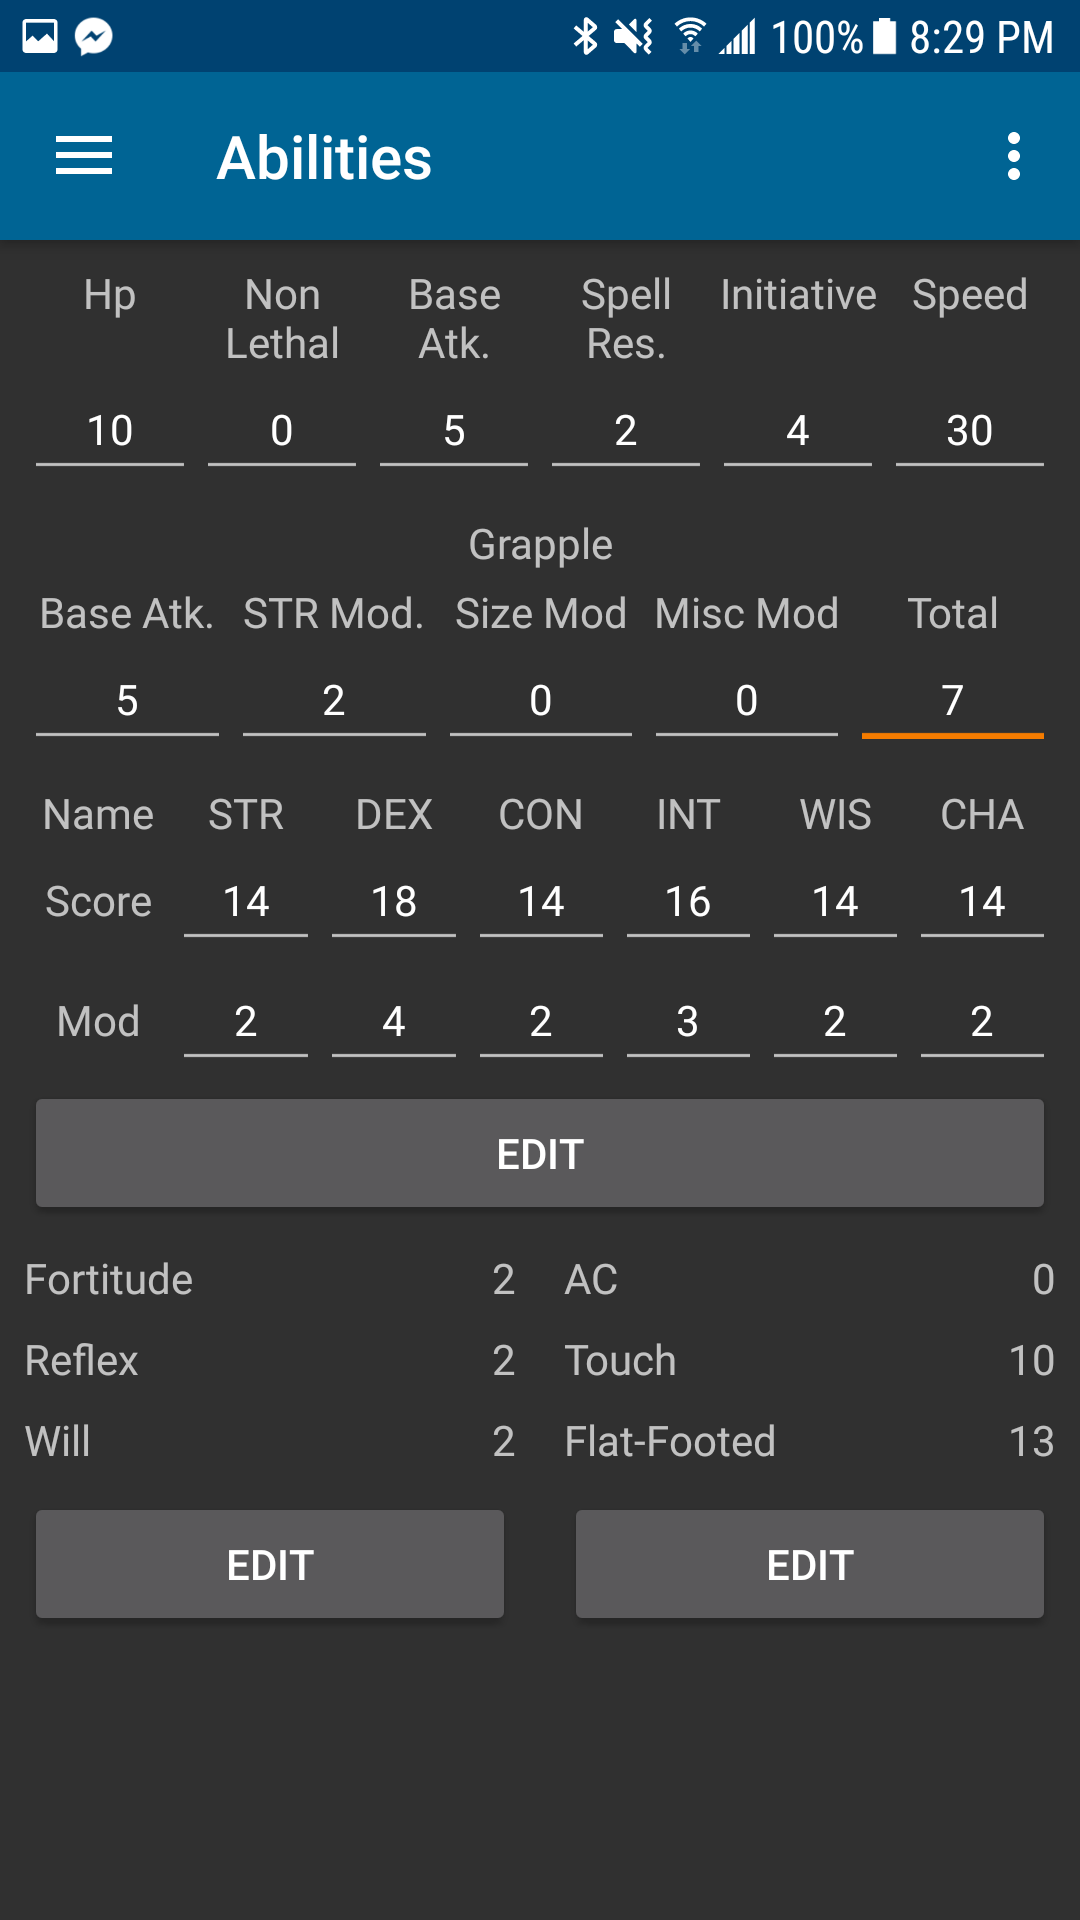 100% 8:29 PM
Abilities
Hp Non Lethal Base Atk. Spell Res. Initiative Speed
10 0 5 2 4 30
Grapple
Base Atk. STR Mod. Size Mod Misc Mod Total
5 2 0 0 7
Name STR DEX CON INT WIS CHA
Score 14 18 14 16 14 14
Mod 2 4 2 3 2 2
EDIT
Fortitude 2 AC 0
Reflex 2 Touch 10
Will 2 Flat-Footed 13
EDIT EDIT